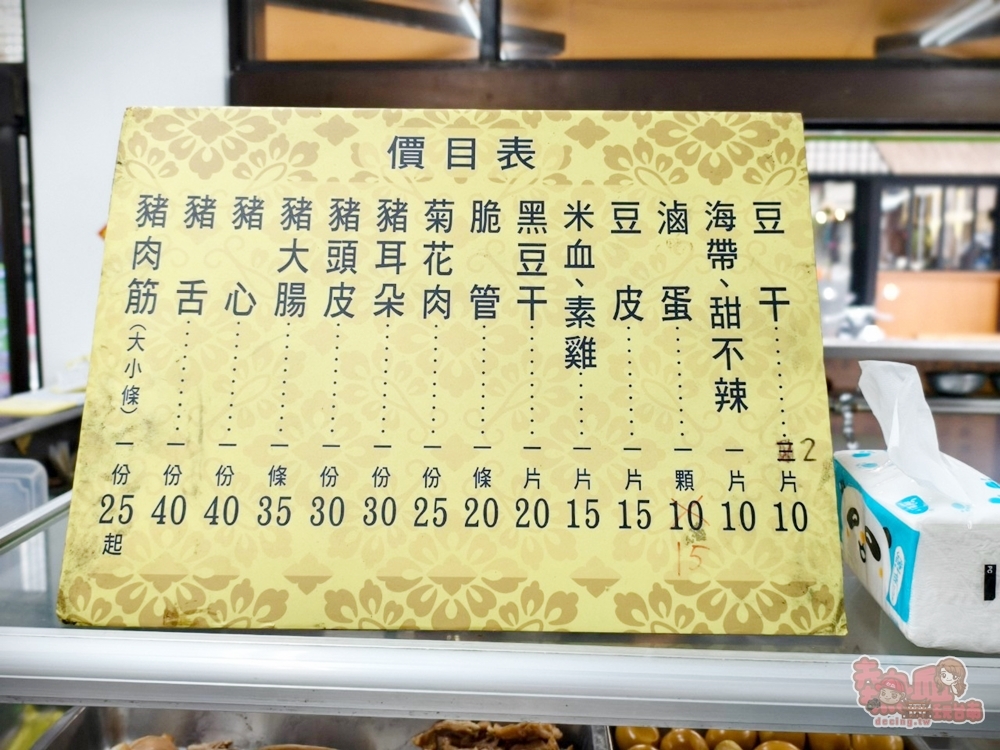 價目表
豆干……一片10
2
海帶、甜不辣一片10
滷蛋……一顆10
15
豆皮……一片15
米血、素雞……一片15
黑豆干……一片20
脆管……一條20
菊花肉……一份25
豬耳朵……一份30
豬頭皮……一份30
豬大腸……一條35
豬心……一份40
豬舌……一份40
豬肉筋(大小條)一份25起
decing.tw